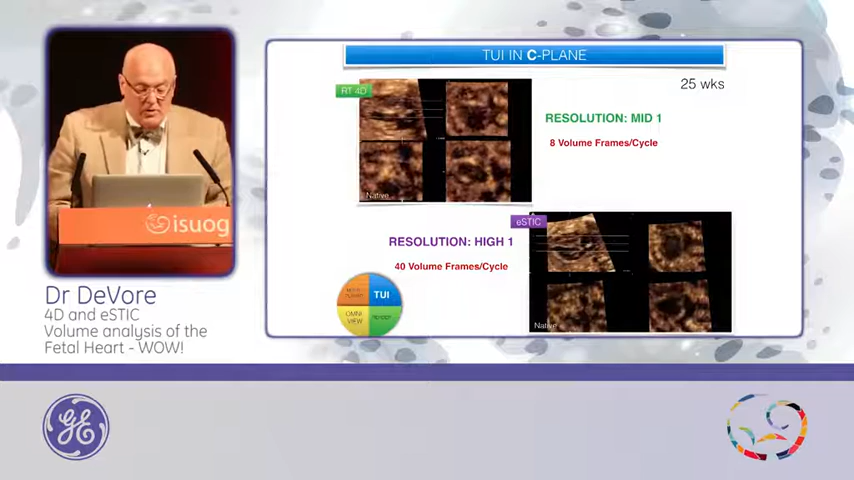 TUI IN C-PLANE
25 wks
RT 4D
RESOLUTION: MID 1
8 Volume Frames/Cycle
Native
eSTIC
RESOLUTION: HIGH 1
40 Volume Frames/Cycle
TUI
OMNI
VIEW
RENDER
Native
isuog
Dr DeVore
4D and eSTIC
Volume analysis of the
Fetal Heart - WOW!
GE